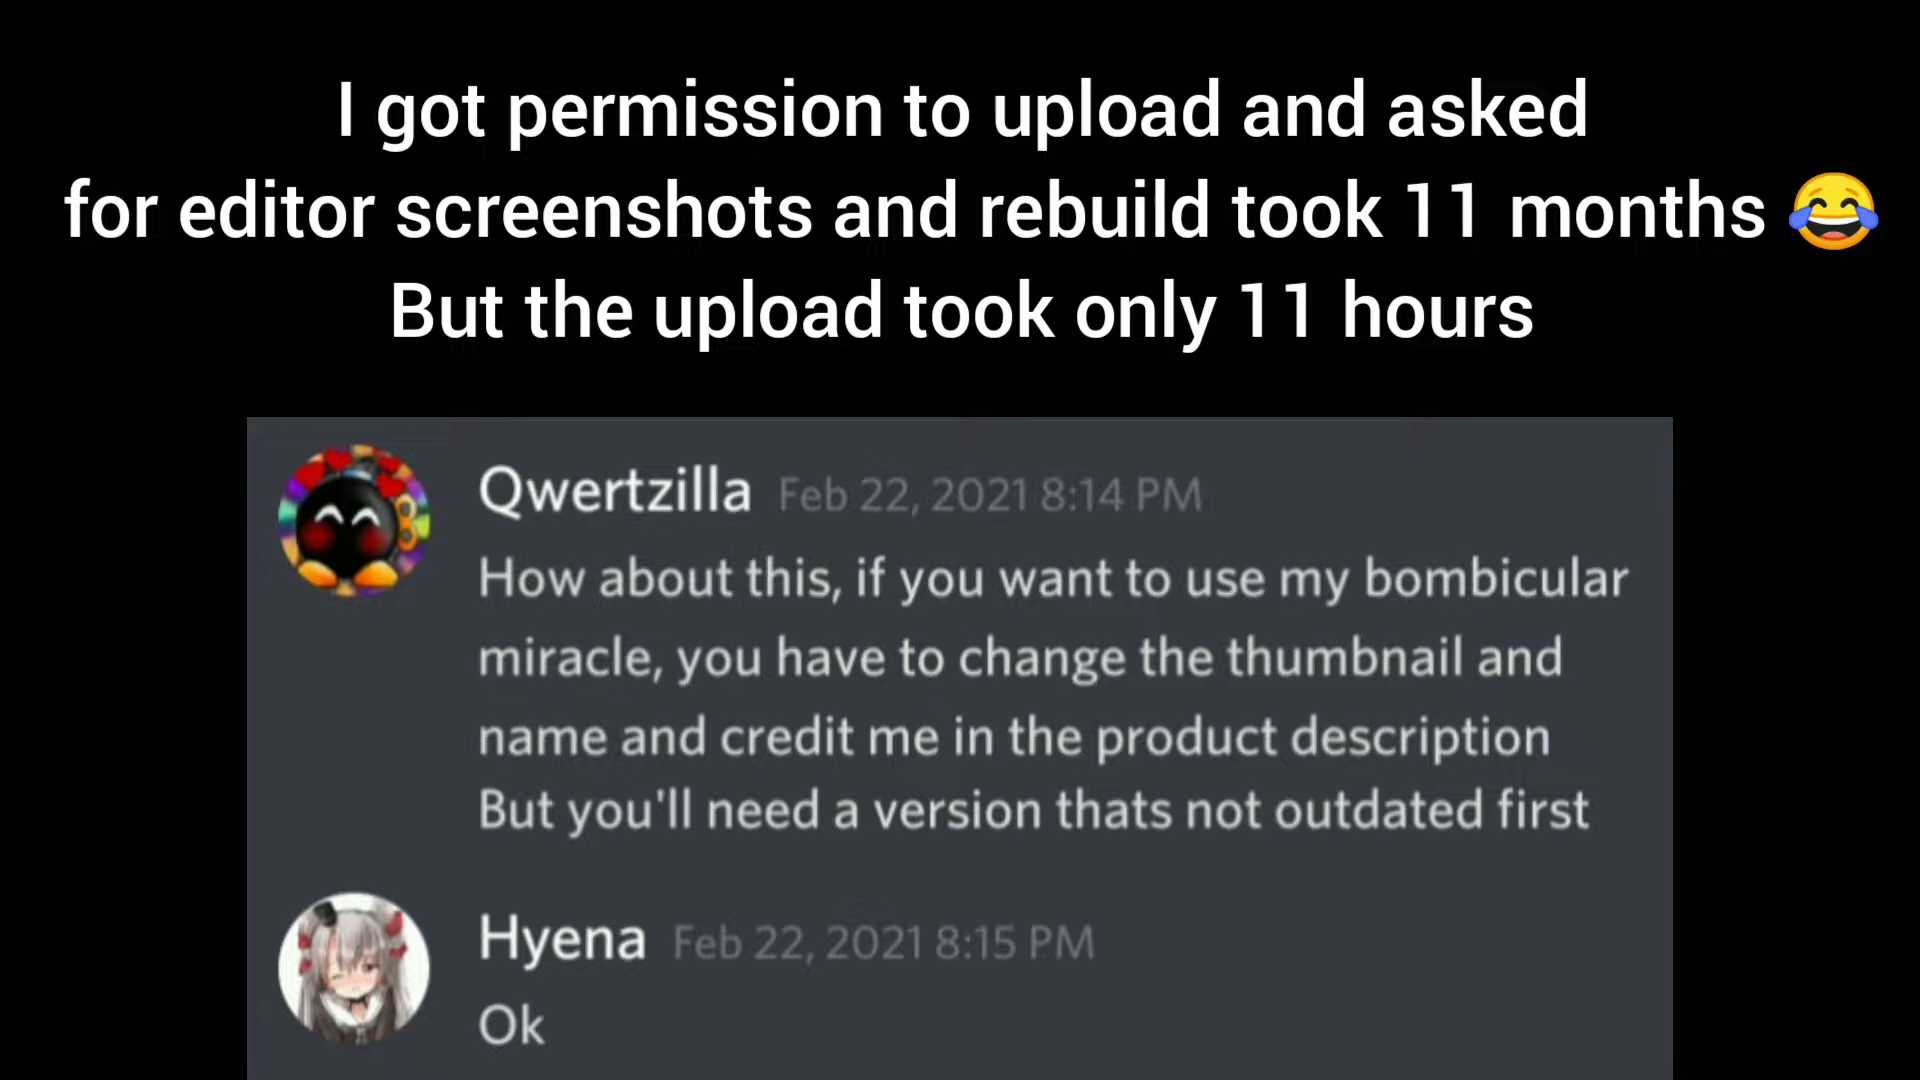 I got permission to upload and asked
for editor screenshots and rebuild took 11 months 😂
But the upload took only 11 hours
Qwertzilla Feb 22, 2021 8:14 PM
How about this, if you want to use my bombicular
miracle, you have to change the thumbnail and
name and credit me in the product description
But you'll need a version thats not outdated first
Hyena Feb 22, 2021 8:15 PM
Ok